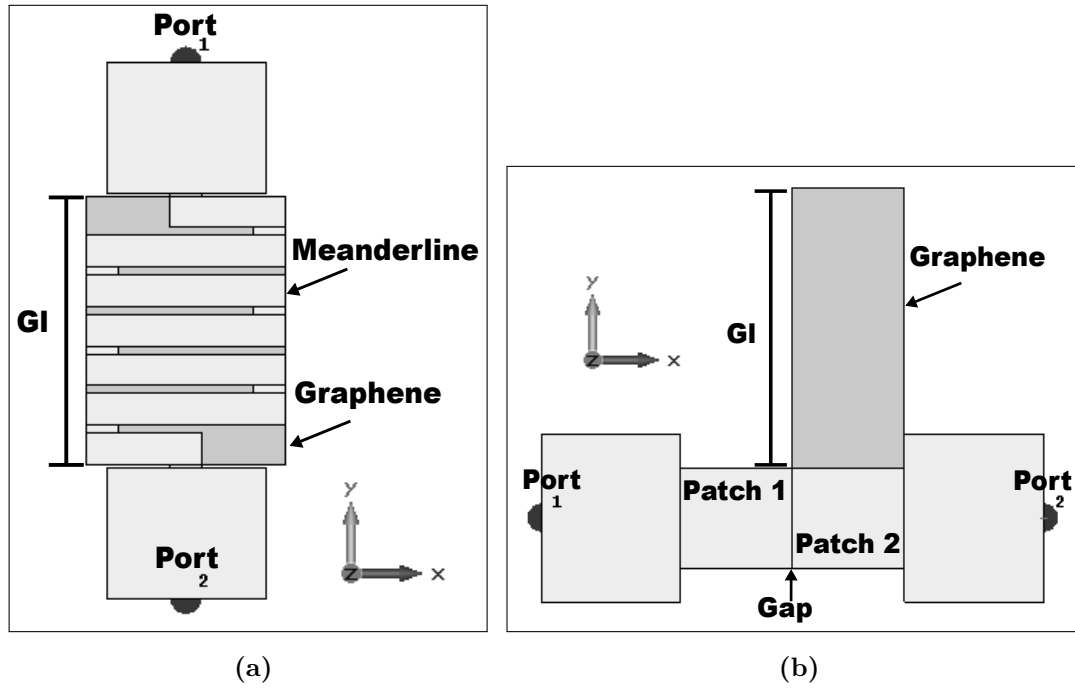 Port
1
Meanderline
Gl
Graphene
y
z
x
Port
2
(a)
Graphene
y
Gl
z
x
Port
1
Patch 1
Port
2
Patch 2
Gap
(b)